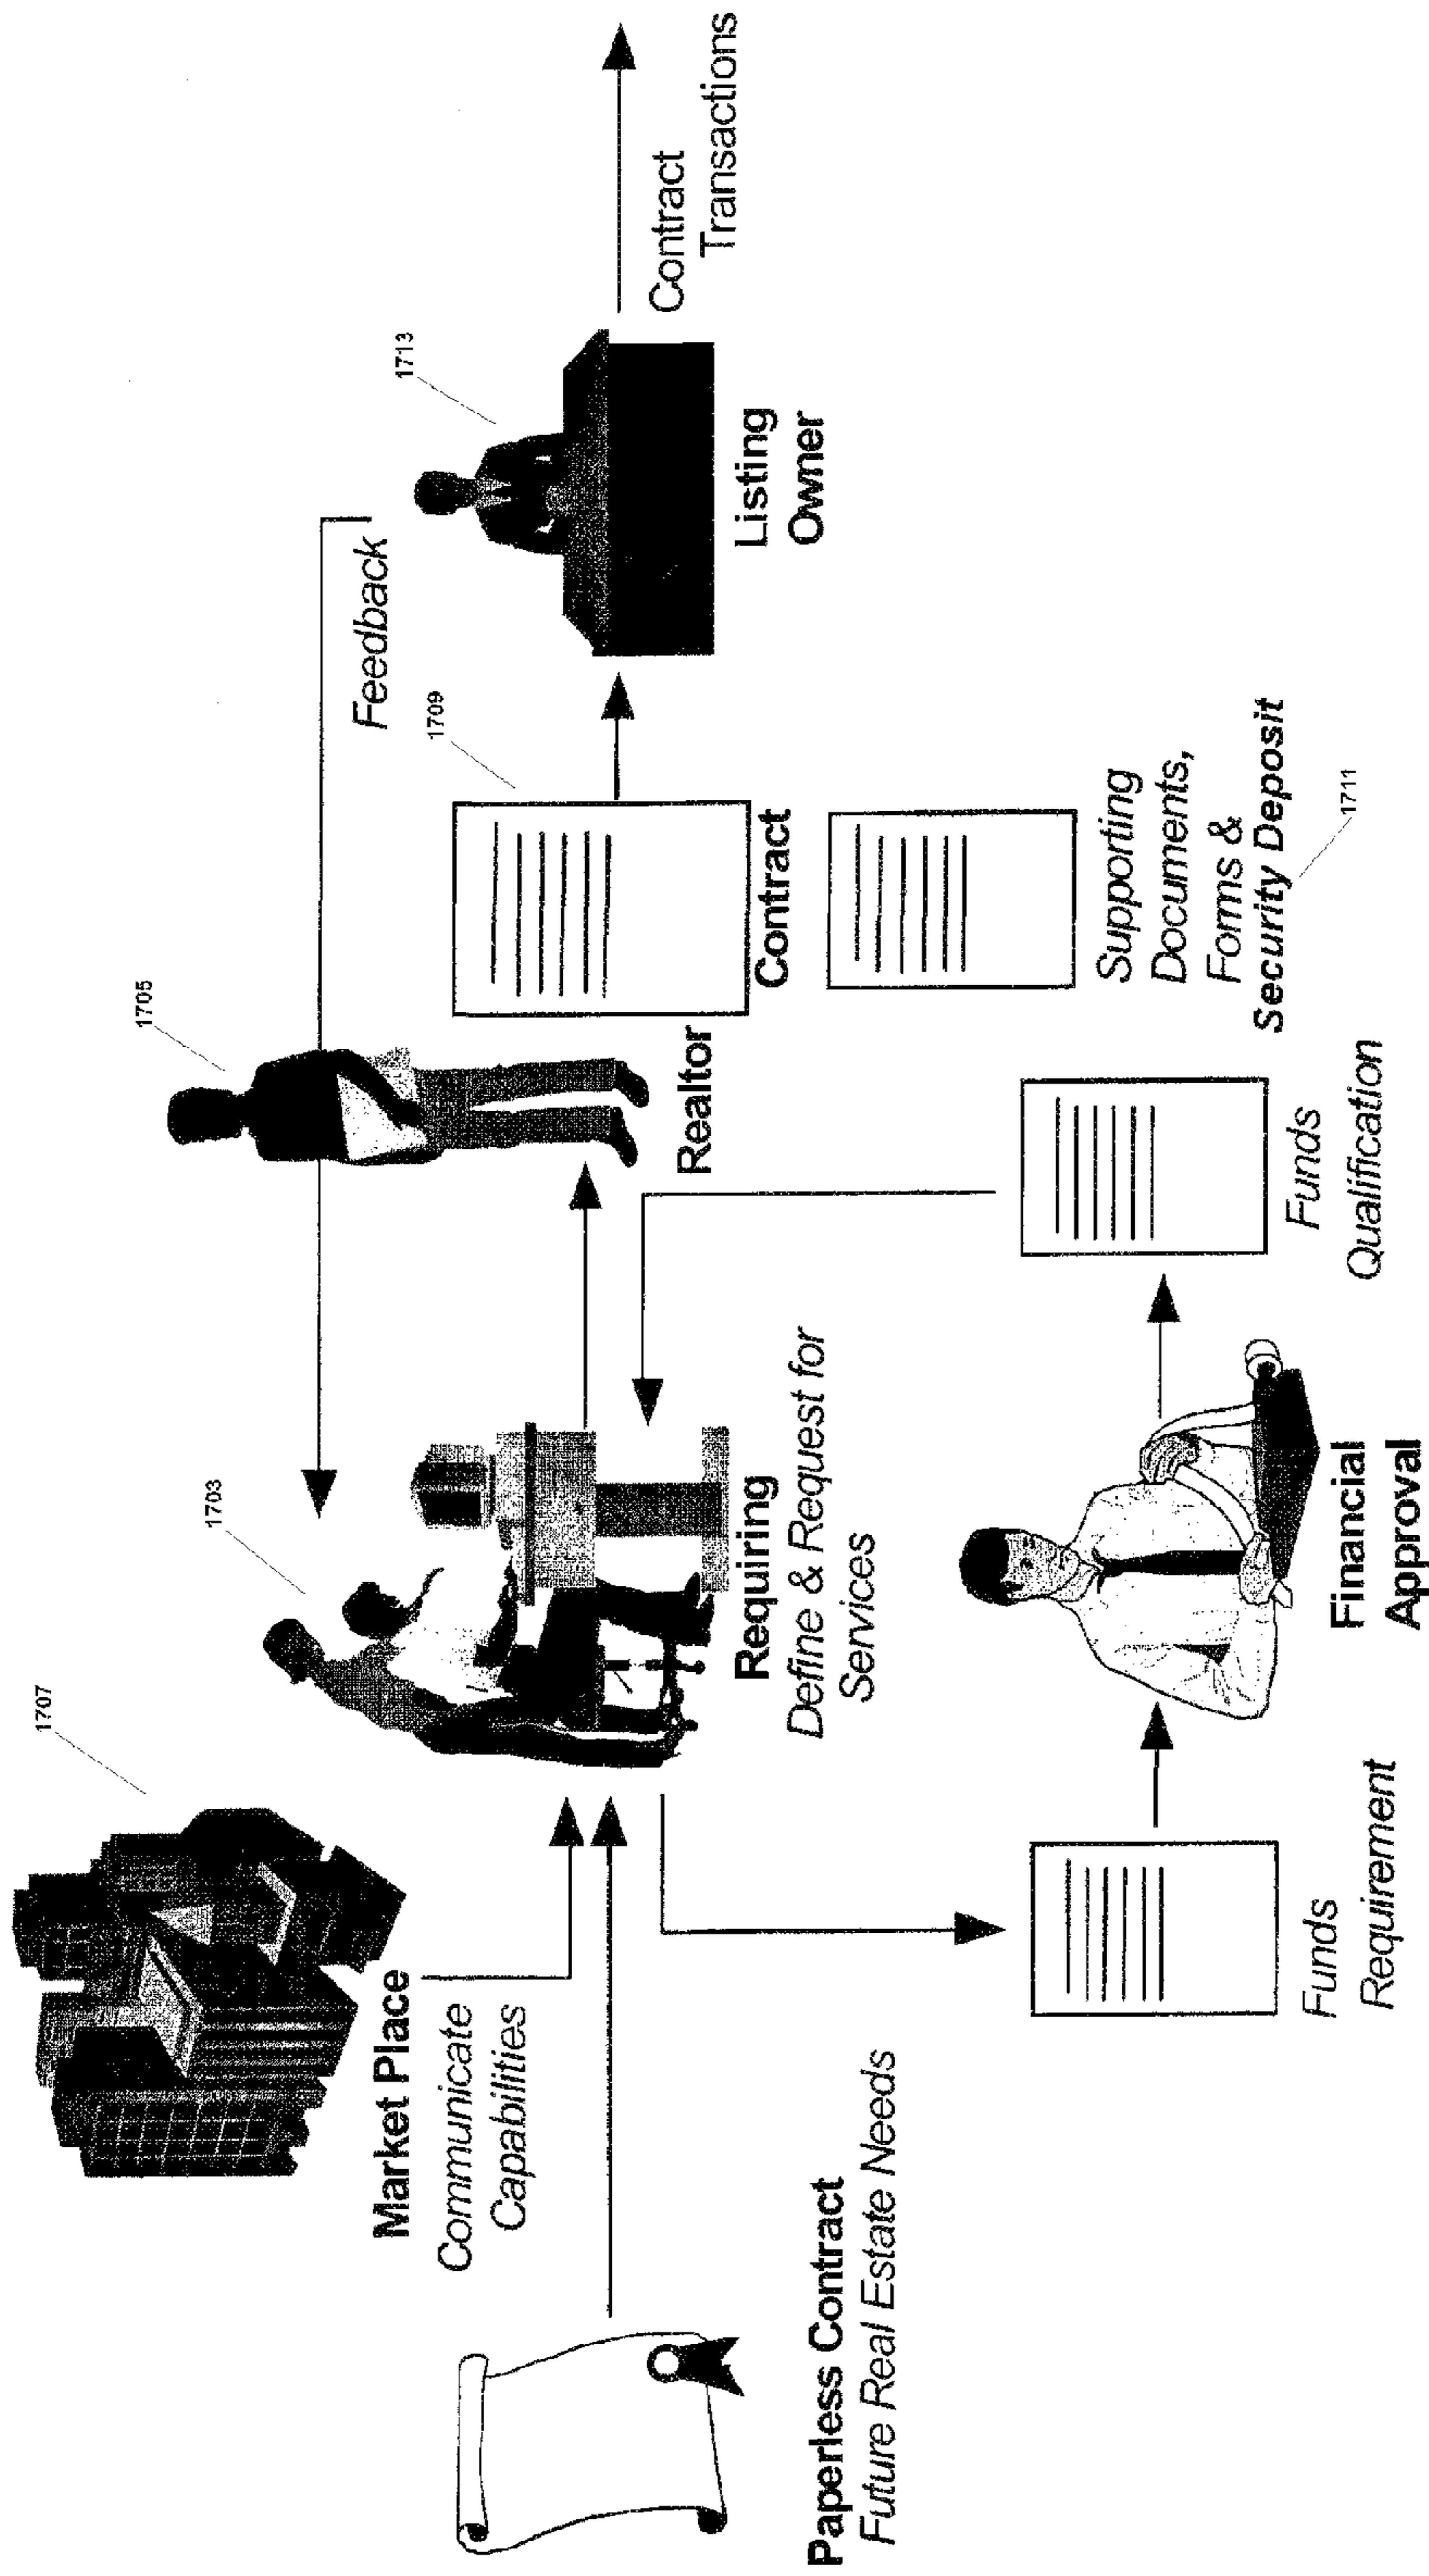 1707
Market Place
Communicate
Capabilities
Paperless Contract
Future Real Estate Needs
1703
Requiring
Define & Request for
Services
Funds
Requirement
Financial
Approval
Funds
Qualification
1705
Realtor
Feedback
1709
Contract
Supporting
Documents,
Forms &
Security Deposit
1711
1713
Listing
Owner
Contract
Transactions